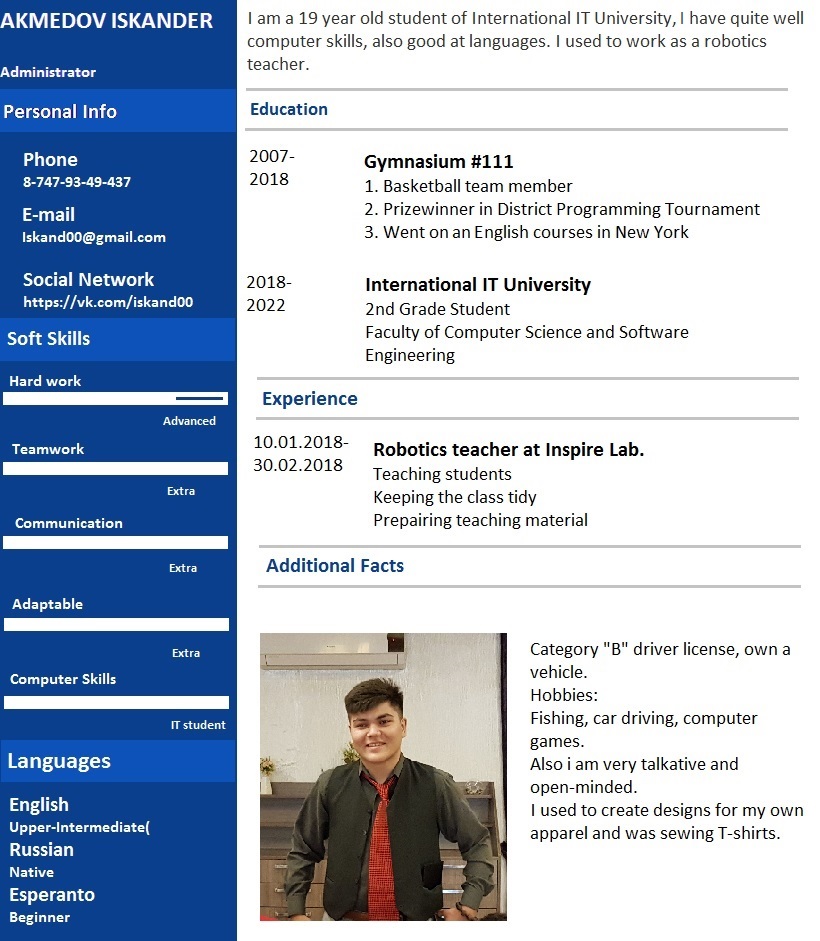 AKMEDOV ISKANDER
Administrator
Personal Info
Phone
8-747-93-49-437
E-mail
Iskand00@gmail.com
Social Network
https://vk.com/iskand00
Soft Skills
Hard work
Advanced
Teamwork
Extra
Communication
Extra
Adaptable
Extra
Computer Skills
IT student
Languages
English
Upper-Intermediate(
Russian
Native
Esperanto
Beginner
I am a 19 year old student of International IT University, I have quite well
computer skills, also good at languages. I used to work as a robotics
teacher.
Education
2007-
2018
Gymnasium #111
1. Basketball team member
2. Prizewinner in District Programming Tournament
3. Went on an English courses in New York
2018-
2022
International IT University
2nd Grade Student
Faculty of Computer Science and Software
Engineering
Experience
10.01.2018-
30.02.2018
Robotics teacher at Inspire Lab.
Teaching students
Keeping the class tidy
Prepairing teaching material
Additional Facts
Category "B" driver license, own a
vehicle.
Hobbies:
Fishing, car driving, computer
games.
Also i am very talkative and
open-minded.
I used to create designs for my own
apparel and was sewing T-shirts.